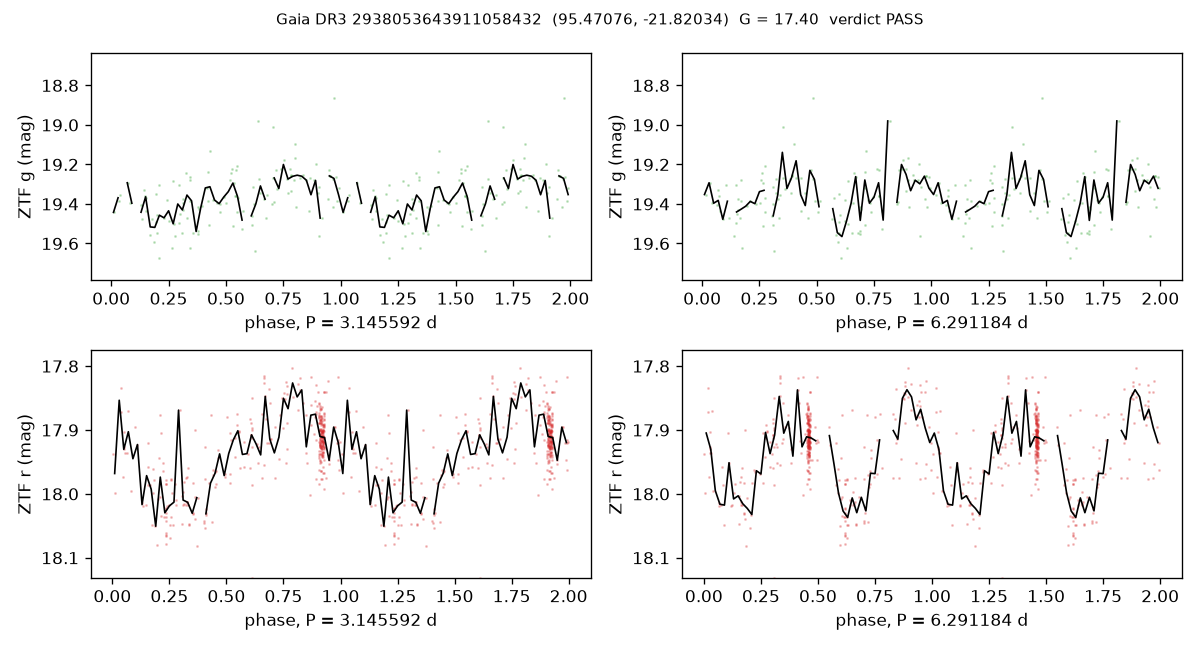 Gaia DR3 2938053643911058432 (95.47076, -21.82034) G = 17.40 verdict PASS
ZTF g (mag)
18.8
19.0
19.2
19.4
19.6
0.00 0.25 0.50 0.75 1.00 1.25 1.50 1.75 2.00
phase, P = 3.145592 d
ZTF g (mag)
18.8
19.0
19.2
19.4
19.6
0.00 0.25 0.50 0.75 1.00 1.25 1.50 1.75 2.00
phase, P = 6.291184 d
ZTF r (mag)
17.8
17.9
18.0
18.1
0.00 0.25 0.50 0.75 1.00 1.25 1.50 1.75 2.00
phase, P = 3.145592 d
ZTF r (mag)
17.8
17.9
18.0
18.1
0.00 0.25 0.50 0.75 1.00 1.25 1.50 1.75 2.00
phase, P = 6.291184 d